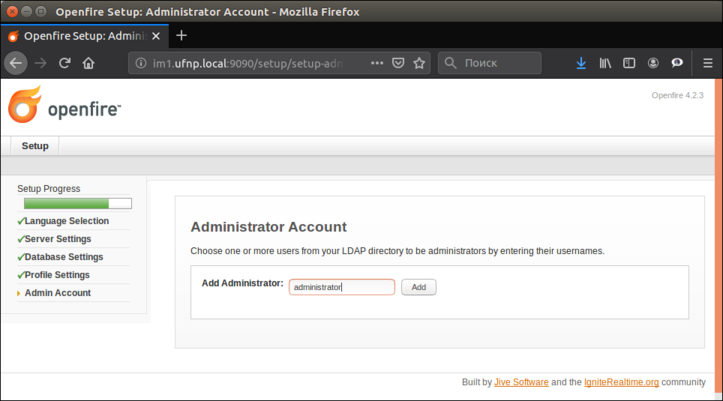 Openfire Setup: Administrator Account - Mozilla Firefox
Openfire Setup: Admini
im1.ufnp.local:9090/setup/setup-adm
Поиск
openfire™
Openfire 4.2.3
Setup
Setup Progress
Language Selection
Server Settings
Database Settings
Profile Settings
Admin Account
Administrator Account
Choose one or more users from your LDAP directory to be administrators by entering their usernames.
Add Administrator: administrator Add
Built by Jive Software and the IgniteRealtime.org community